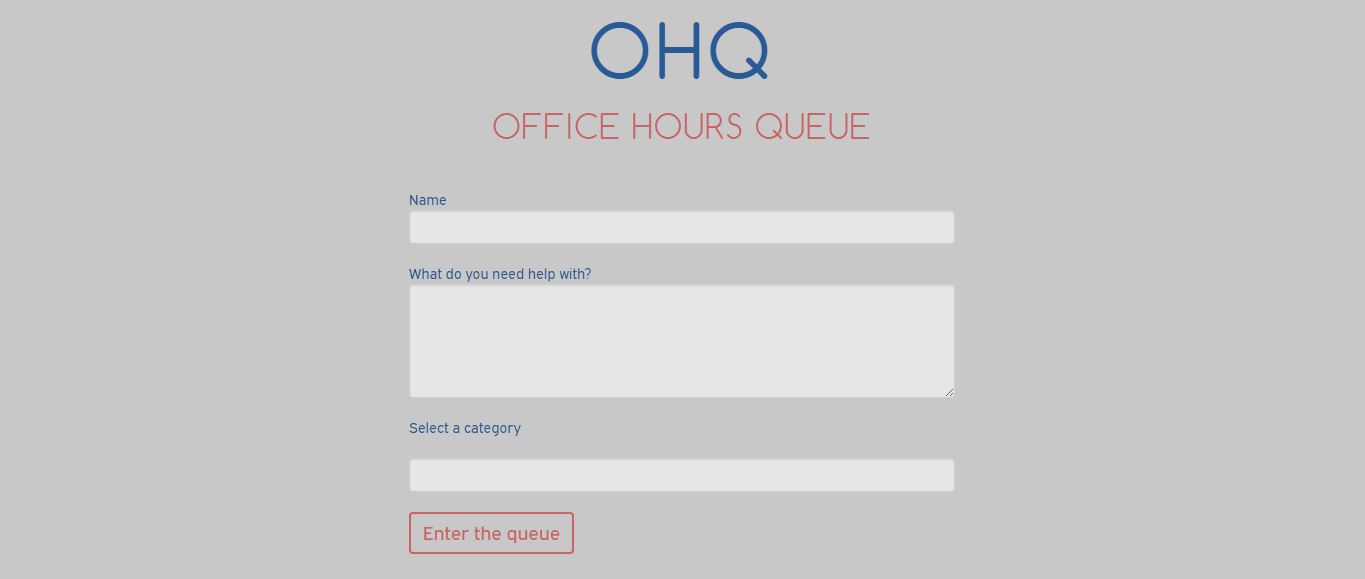 OHQ
OFFICE HOURS QUEUE
Name
What do you need help with?
Select a category
Enter the queue